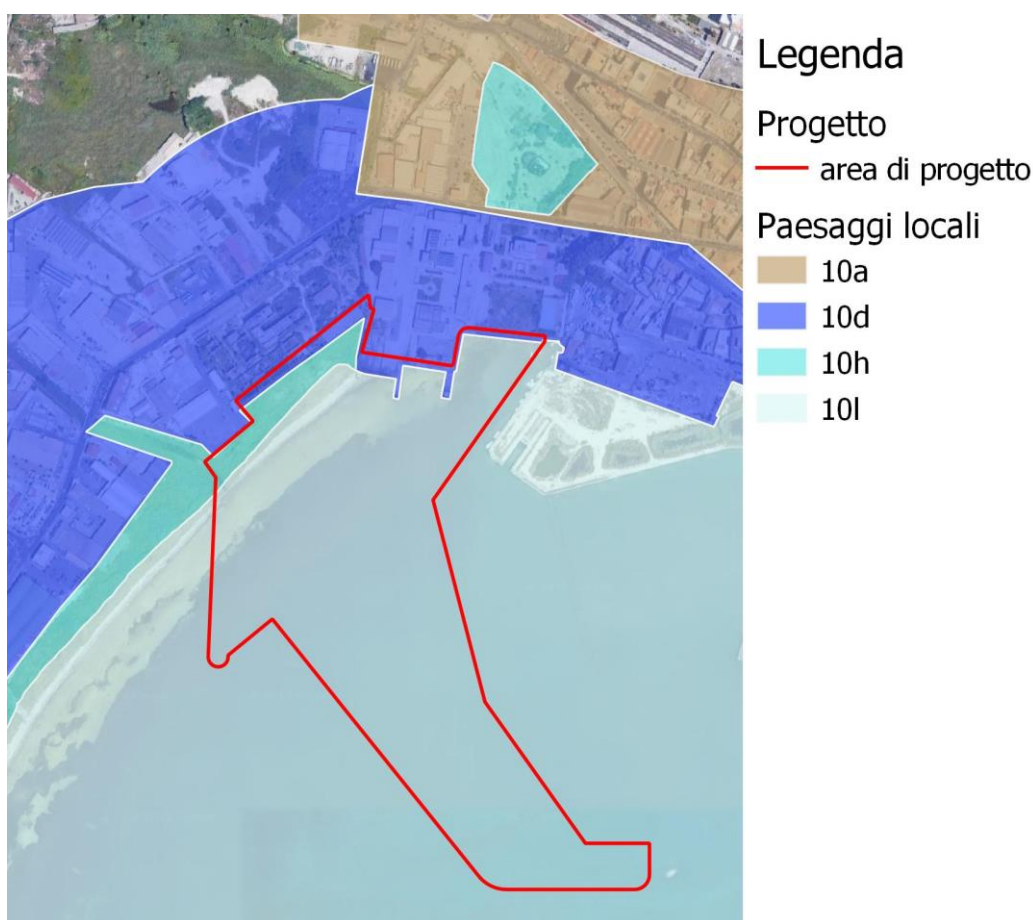 Legenda
Progetto
area di progetto
Paesaggi locali
10a
10d
10h
10l